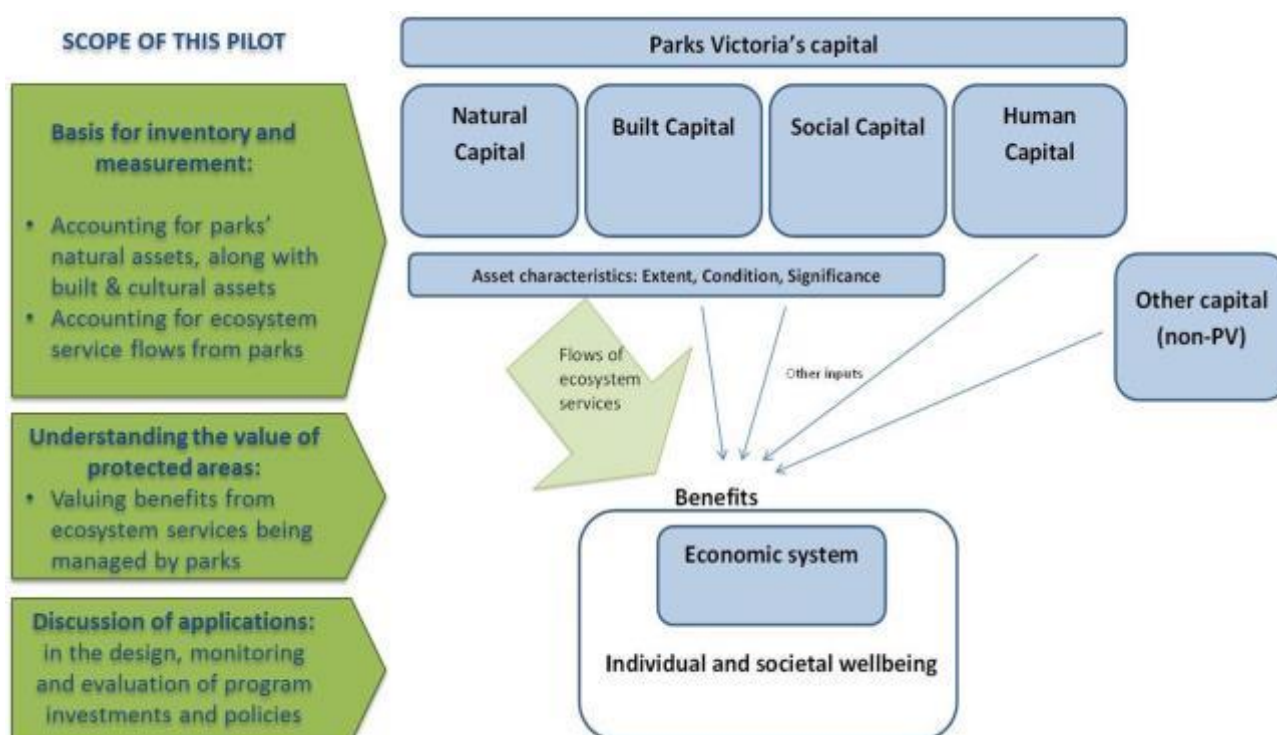 SCOPE OF THIS PILOT
Basis for inventory and
measurement:
• Accounting for parks'
natural assets, along with
built & cultural assets
• Accounting for ecosystem
service flows from parks
Understanding the value of
protected areas:
• Valuing benefits from
ecosystem services being
managed by parks
Discussion of applications:
in the design, monitoring
and evaluation of program
investments and policies
Parks Victoria's capital
Natural
Capital
Built Capital
Social Capital
Human
Capital
Asset characteristics: Extent, Condition, Significance
Other capital
(non-PV)
Flows of
ecosystem
services
Other inputs
Benefits
Economic system
Individual and societal wellbeing